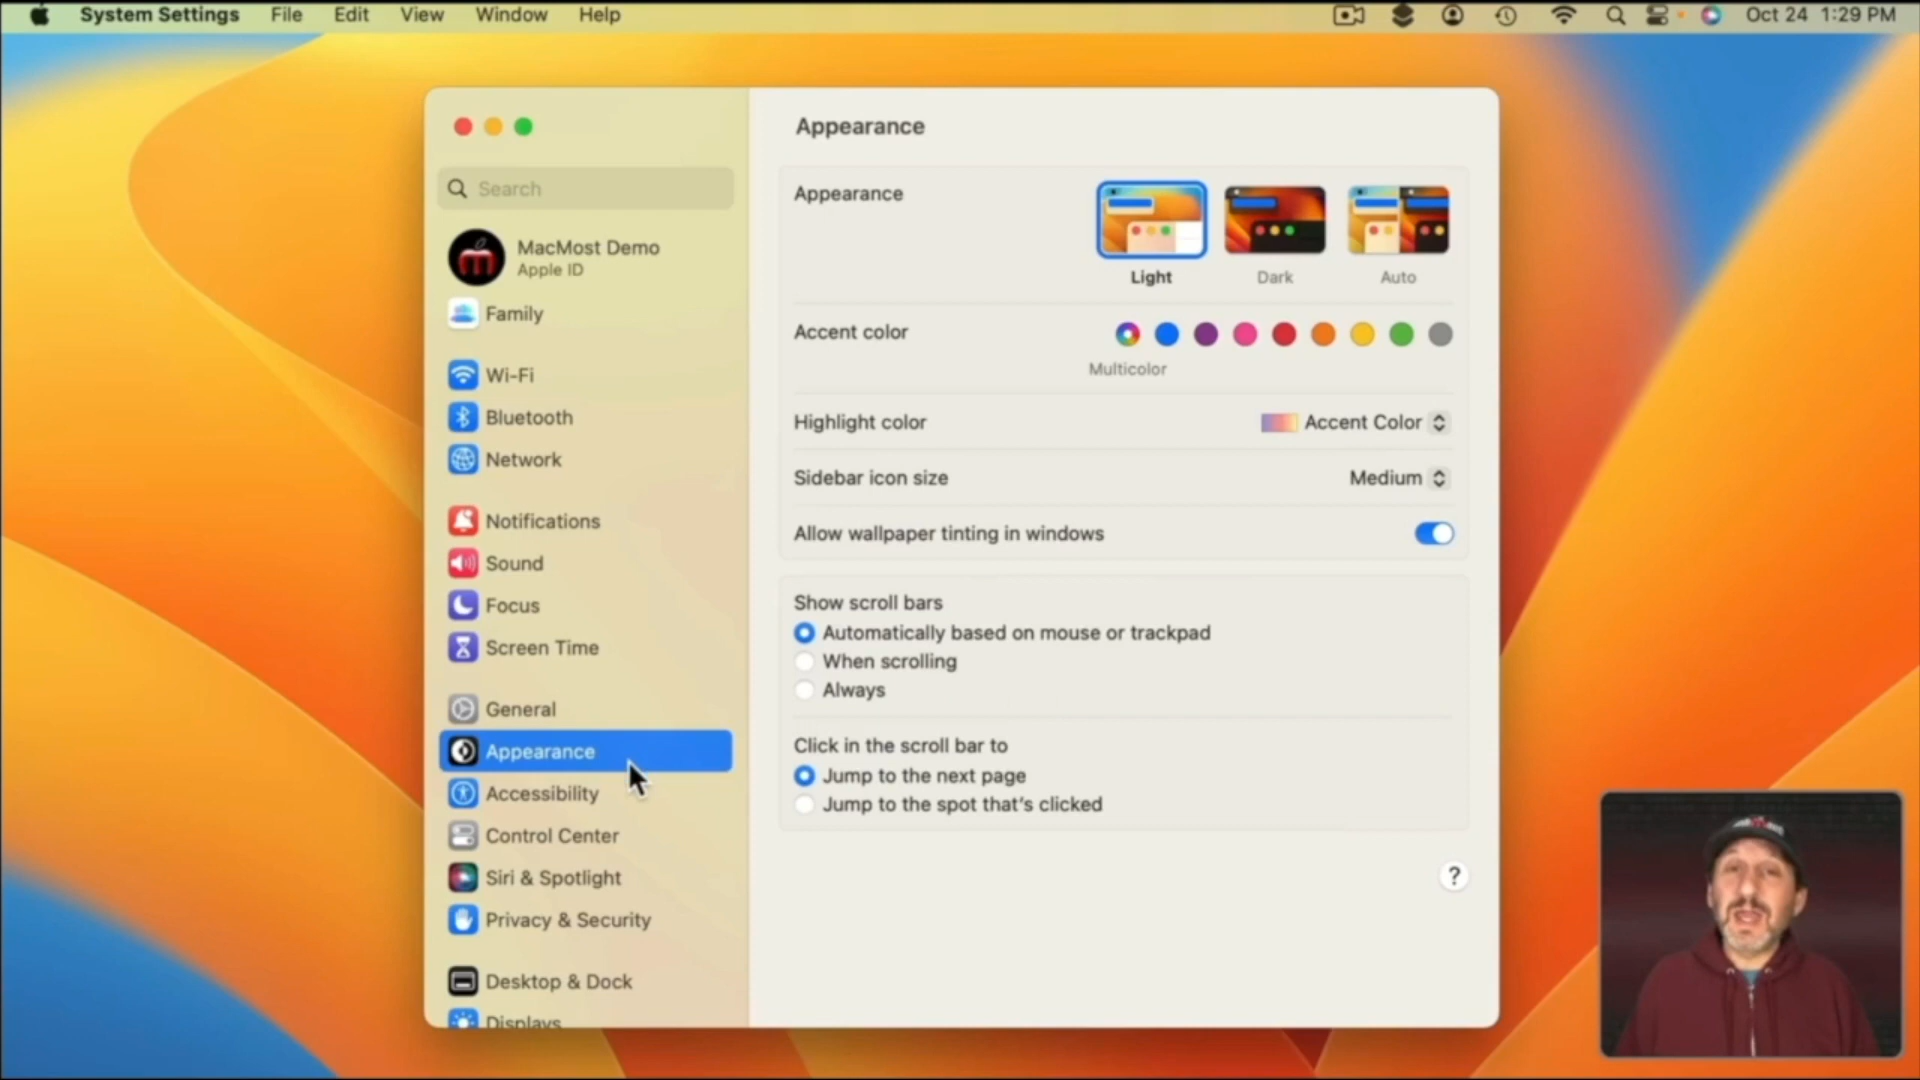 System Settings File Edit View Window Help Oct 24 1:29 PM
Appearance
Search
MacMost Demo
Apple ID
Family
Wi-Fi
Bluetooth
Network
Notifications
Sound
Focus
Screen Time
General
Appearance
Accessibility
Control Center
Siri & Spotlight
Privacy & Security
Desktop & Dock
Displays
Appearance
Light Dark Auto
Accent color
Multicolor
Highlight color Accent Color
Sidebar icon size Medium
Allow wallpaper tinting in windows
Show scroll bars
Automatically based on mouse or trackpad
When scrolling
Always
Click in the scroll bar to
Jump to the next page
Jump to the spot that's clicked
?